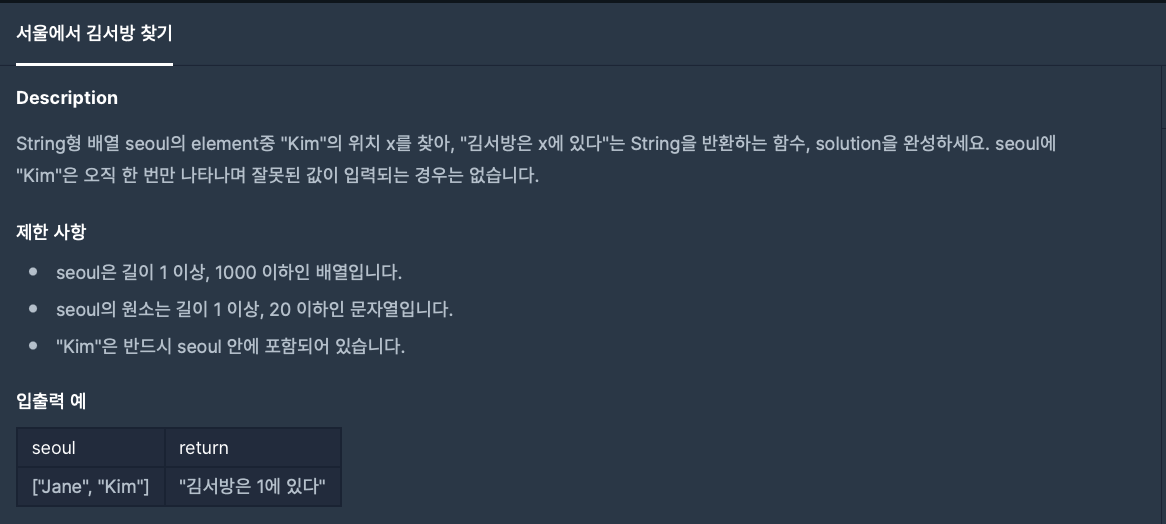 서울에서 김서방 찾기
Description
String형 배열 seoul의 element중 "Kim"의 위치 x를 찾아, "김서방은 x에 있다"는 String을 반환하는 함수, solution을 완성하세요. seoul에
"Kim"은 오직 한 번만 나타나며 잘못된 값이 입력되는 경우는 없습니다.
제한 사항
• seoul은 길이 1 이상, 1000 이하인 배열입니다.
• seoul의 원소는 길이 1 이상, 20 이하인 문자열입니다.
• "Kim"은 반드시 seoul 안에 포함되어 있습니다.
입출력 예
seoul return
["Jane", "Kim"] "김서방은 1에 있다"